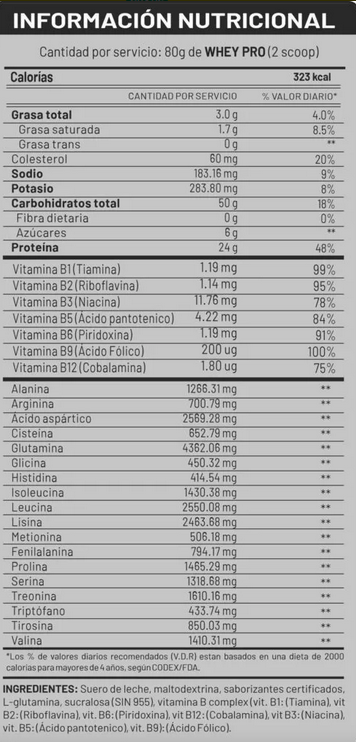 INFORMACIÓN NUTRICIONAL
Cantidad por servicio: 80g de WHEY PRO (2 scoop)
Calorías 323 kcal
CANTIDAD POR SERVICIO % VALOR DIARIO*
Grasa total 3.0 g 4.0%
Grasa saturada 1.7 g 8.5%
Grasa trans 0 g **
Colesterol 60 mg 20%
Sodio 183.16 mg 9%
Potasio 283.80 mg 8%
Carbohidratos total 50 g 18%
Fibra dietaria 0 g 0%
Azúcares 6 g **
Proteína 24 g 48%
Vitamina B1 (Tiamina) 1.19 mg 99%
Vitamina B2 (Riboflavina) 1.14 mg 95%
Vitamina B3 (Niacina) 11.76 mg 78%
Vitamina B5 (Ácido pantotenico) 4.22 mg 84%
Vitamina B6 (Piridoxina) 1.19 mg 91%
Vitamina B9 (Ácido Fólico) 200 ug 100%
Vitamina B12 (Cobalamina) 1.80 ug 75%
Alanina 1266.31 mg **
Arginina 700.79 mg **
Ácido aspártico 2569.28 mg **
Cisteína 652.79 mg **
Glutamina 4362.06 mg **
Glicina 450.32 mg **
Histidina 414.54 mg **
Isoleucina 1430.38 mg **
Leucina 2550.08 mg **
Lisina 2463.68 mg **
Metionina 506.18 mg **
Fenilalanina 794.17 mg **
Prolina 1465.29 mg **
Serina 1318.68 mg **
Treonina 1610.16 mg **
Triptófano 433.74 mg **
Tirosina 850.03 mg **
Valina 1410.31 mg **
*Los % de valores diarios recomendados (V.D.R) estan basados en una dieta de 2000
calorías para mayores de 4 años, según CODEX/FDA.
INGREDIENTES: Suero de leche, maltodextrina, saborizantes certificados,
L-glutamina, sucralosa (SIN 955), vitamina B complex (vit. B1: (Tiamina), vit
B2: (Riboflavina), vit. B6: (Piridoxina), vit B12: (Cobalamina), vit B3: (Niacina),
vit. B5: (Ácido pantotenico), vit. B9): (Ácido Fólico).